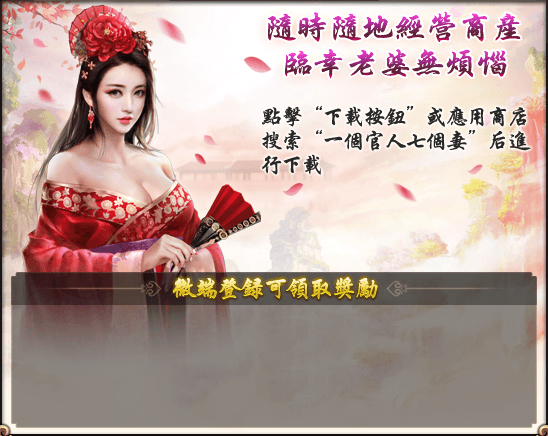 隨時隨地經營商產
臨幸老婆無煩惱
點擊“下載按鈕”或應用商店
搜索“一個官人七個妻”后進
行下載
微端登録可領取獎勵